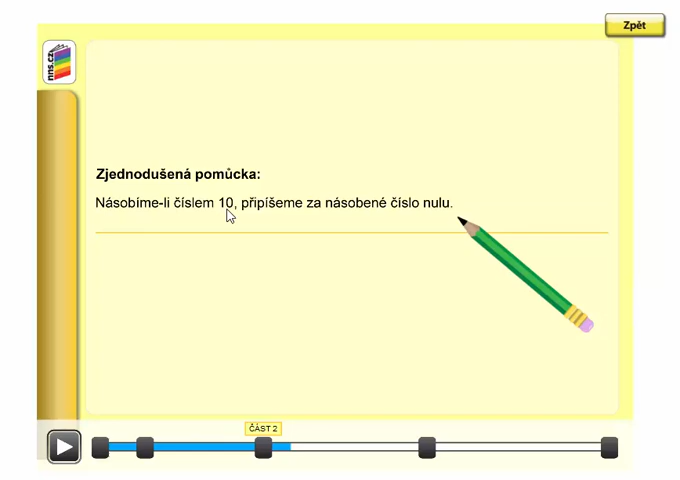 Zpět
nns.cz
Zjednodušená pomůcka:
Násobíme-li číslem 10, připíšeme za násobené číslo nulu.
ČÁST 2